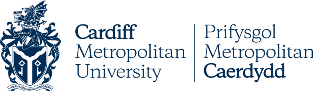 Cardiff
Metropolitan
University
Prifysgol
Metropolitan
Caerdydd